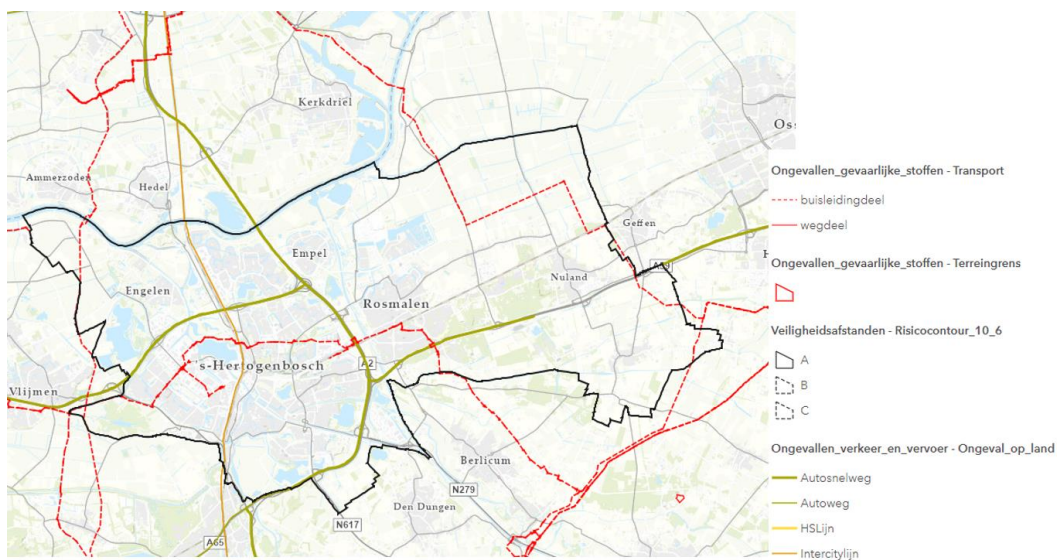 Kerkdriel
Oss
Ammerzoden
Hedel
Geffen
A59
H
Empel
Nuland
Engelen
Rosmalen
's-Hertogenbosch
A2
Vlijmen
Berlicum
N279
Den Dungen
N617
A65
Ongevallen_gevaarlijke_stoffen - Transport
buisleidingdeel
wegdeel
Ongevallen_gevaarlijke_stoffen - Terreingrens
Veiligheidsafstanden - Risicocontour_10_6
A
B
C
Ongevallen_verkeer_en_vervoer - Ongeval_op_land
Autosnelweg
Autoweg
HSLijn
Intercitylijn